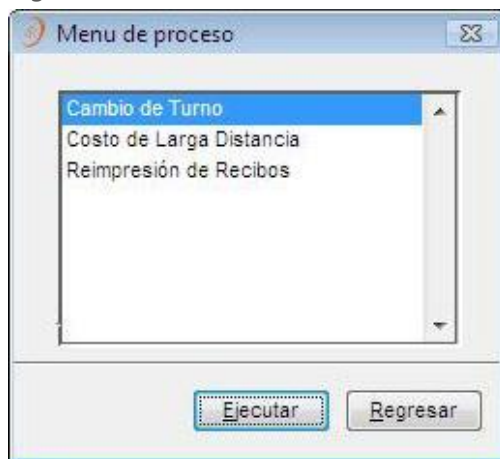 Menu de proceso
Cambio de Turno
Costo de Larga Distancia
Reimpresión de Recibos
Ejecutar
Regresar